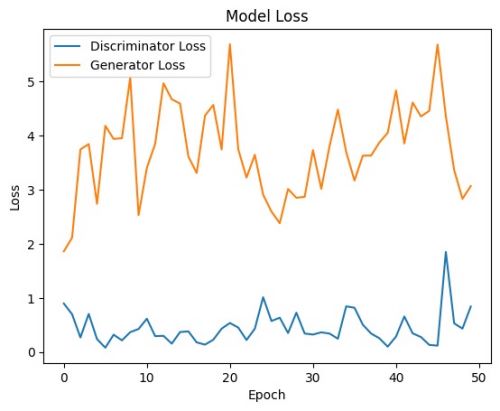 Model Loss
Discriminator Loss
Generator Loss
Loss
5
4
3
2
1
0
0 10 20 30 40 50
Epoch